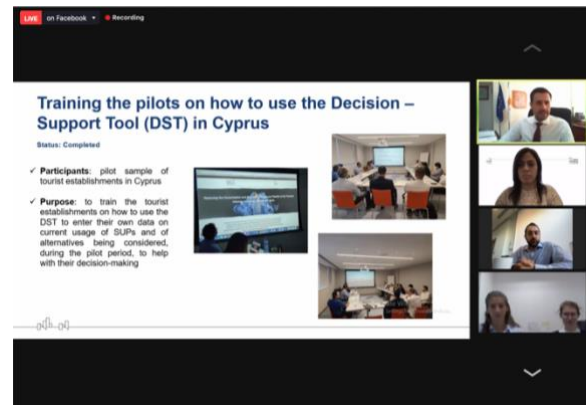 LIVE on Facebook Recording
Training the pilots on how to use the Decision –
Support Tool (DST) in Cyprus
Status: Completed
✓ Participants: pilot sample of
tourist establishments in Cyprus
✓ Purpose: to train the tourist
establishments on how to use the
DST to enter their own data on
current usage of SUPs and of
alternatives being considered,
during the pilot period, to help
with their decision-making